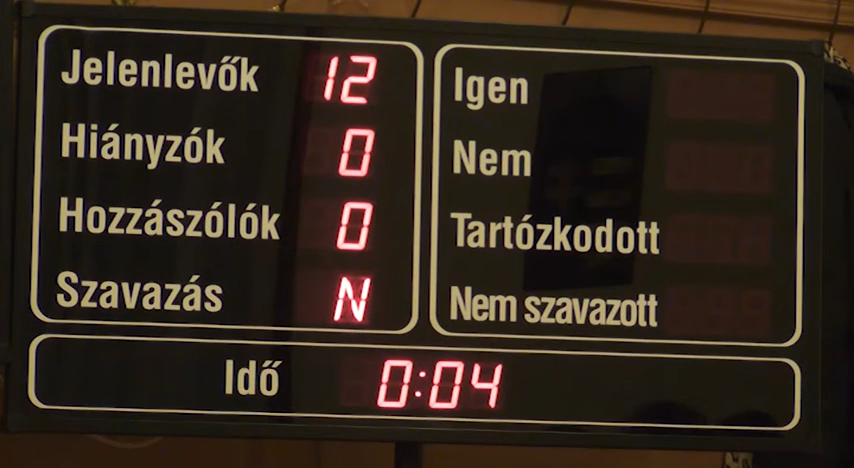 Jelenlevők 12
Hiányzók 0
Hozzászólók 0
Szavazás N
Igen
Nem
Tartózkodott
Nem szavazott
Idő 0:04